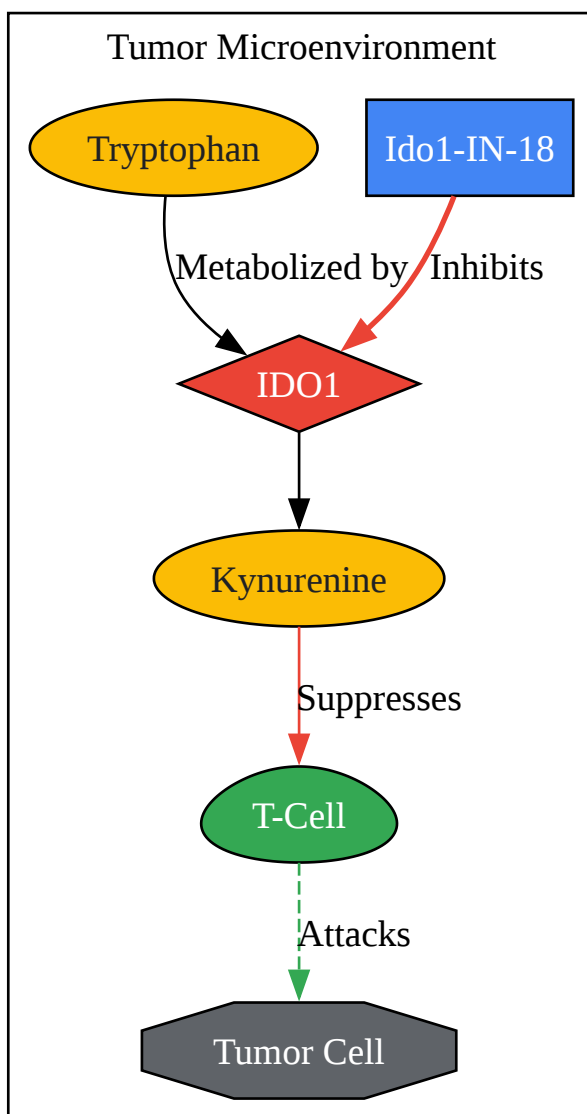 Tumor Microenvironment
Tryptophan
Ido1-IN-18
Metabolized by
Inhibits
IDO1
Kynurenine
Suppresses
T-Cell
Attacks
Tumor Cell